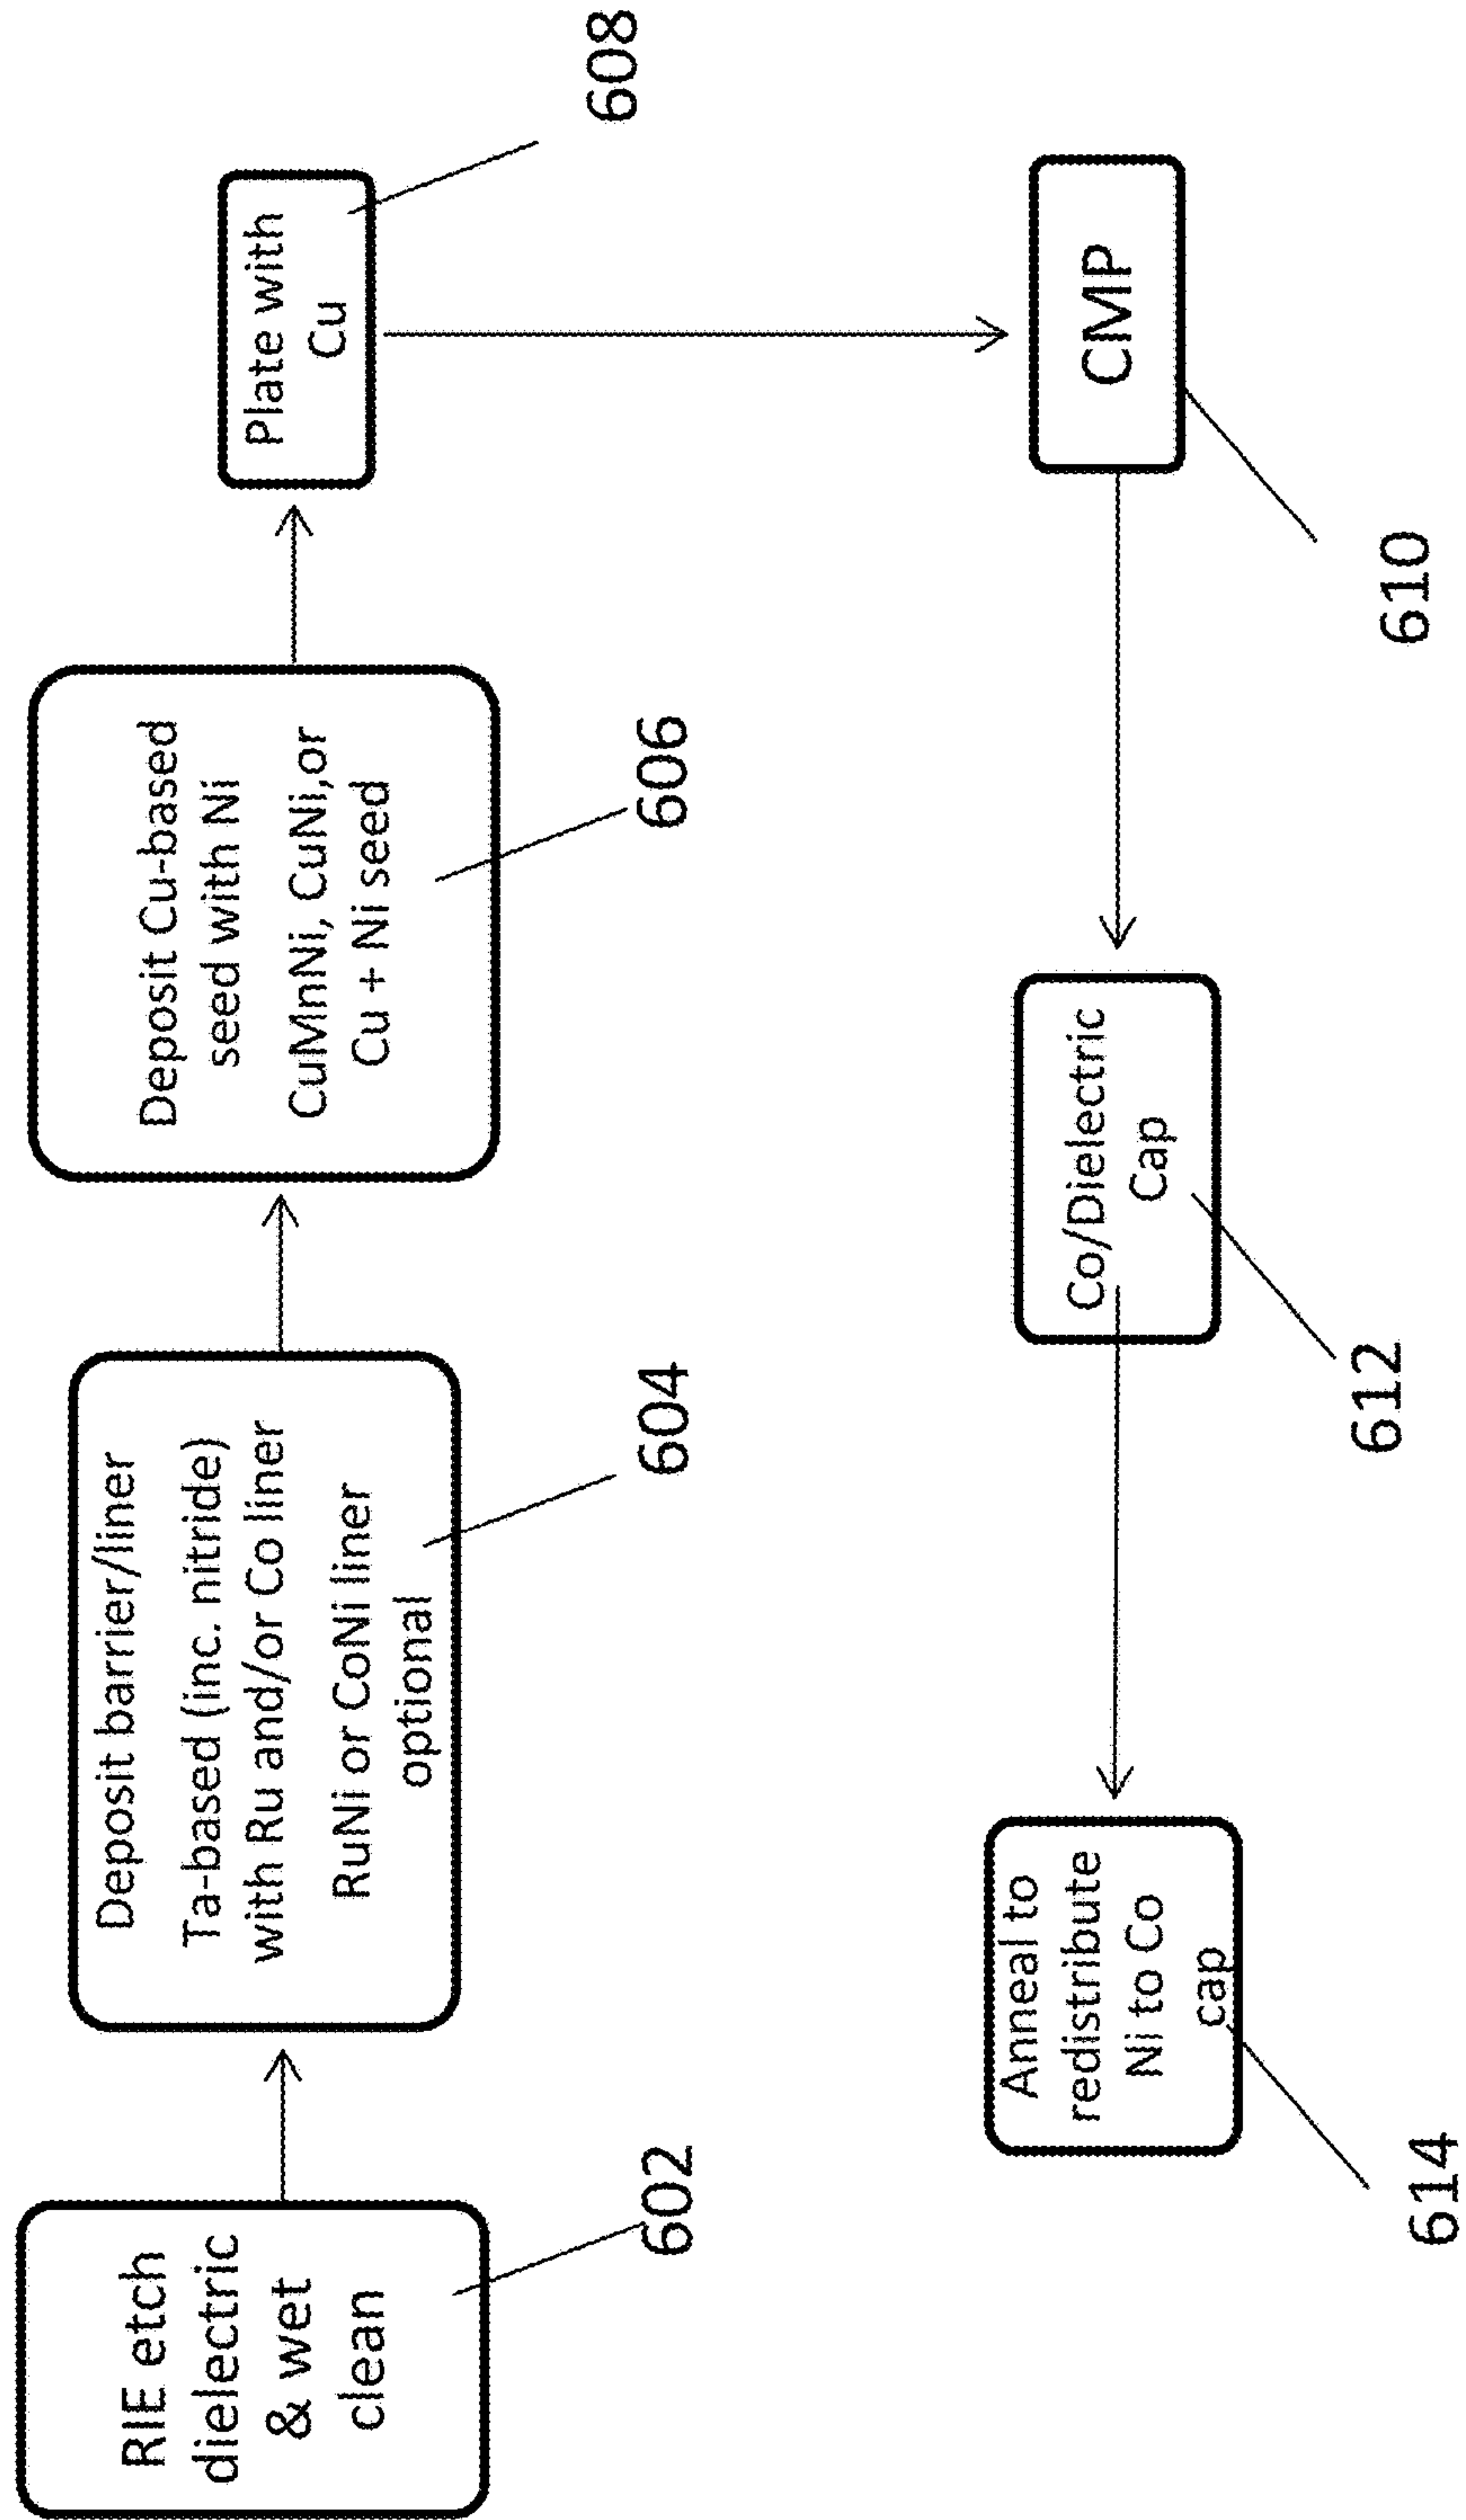 RIE etch
dielectric
& wet
clean
602
Deposit barrier/liner
Ta-based (inc. nitride)
with Ru and/or Co liner
RuNi or CoNi liner
optional
604
Deposit Cu-based
seed with Ni
CuMnNi, CuNi,or
Cu + Ni seed
606
Plate with
Cu
608
CMP
610
Co/Dielectric
Cap
612
Anneal to
redistribute
Ni to Co
cap
614